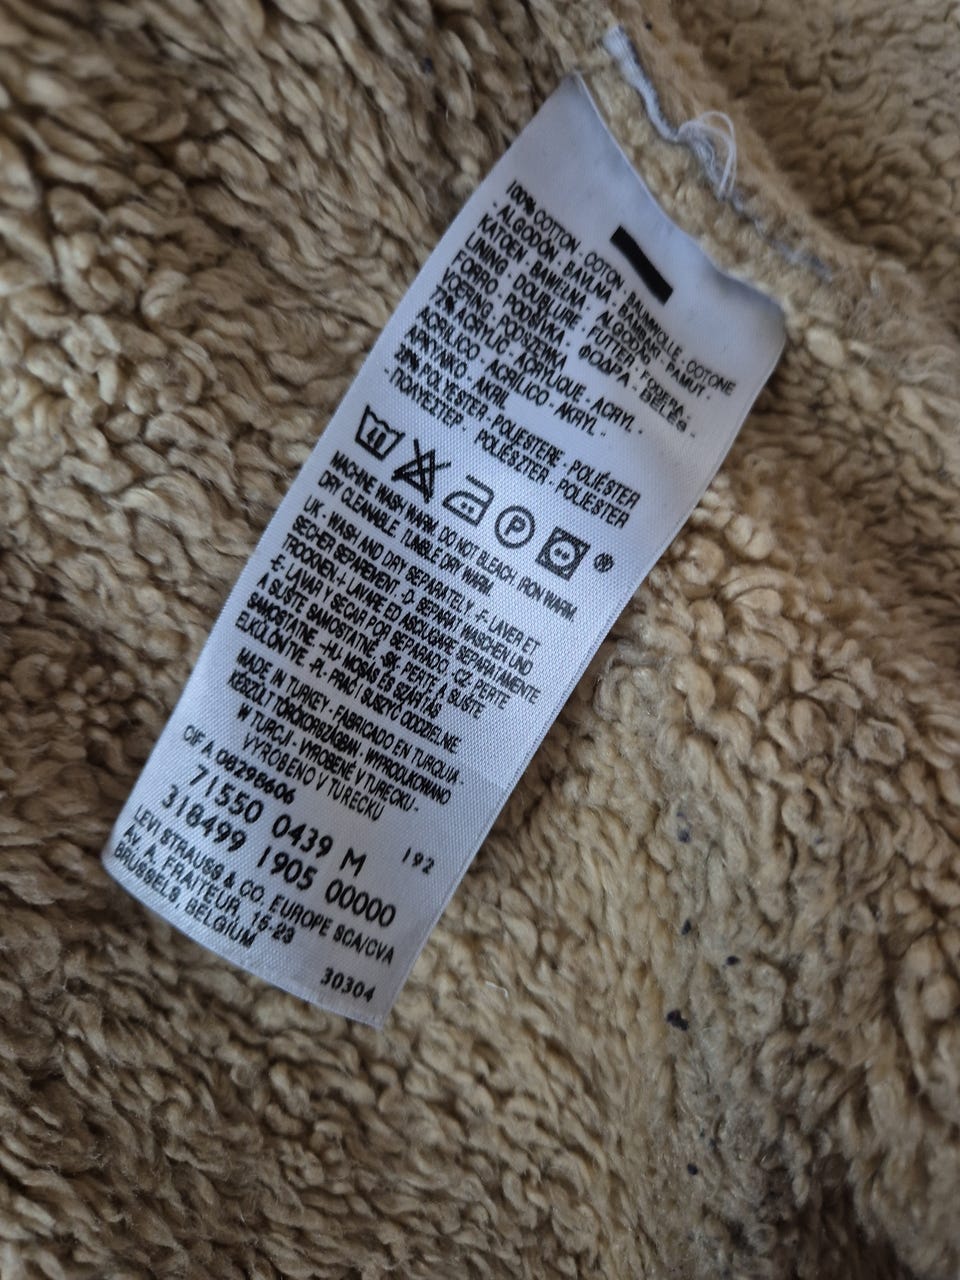 100% COTTON - COTON - BAUMWOLLE - COTONE
- ALGODÓN - BAVLNA - BAMBAKI - PAMUT -
KATOEN BAWEŁNA - ALGODÃO
LINING - DOUBLURE - FUTTER - FODERA -
FORRO - PODŠÍVKA - ΦΟΔΡΑ - BÉLÉS -
VOERING, PODSZEWKA
ACRYLIC - ACRYLIQUE - ACRYL -
ACRILICO - ACRÍLICO - AKRYL -
AKRIL
POLYESTER - POLIESTERE - POLIÉSTER
- ΠΟΛΥΕΣΤΕΡ - POLIÉSZTER - POLIESTER
40
P
MACHINE WASH WARM. DO NOT BLEACH. IRON WARM.
DRY CLEANABLE. TUMBLE DRY WARM.
UK - WASH AND DRY SEPARATELY. -F- LAVER ET
SECHER SEPAREMENT. -D- SEPARAT WASCHEN UND
TROCKNEN. -I- LAVARE ED ASCIUGARE SEPARATAMENTE
-E- LAVAR Y SECAR POR SEPARADO. -CZ- PERTE
A SUŠTE SAMOSTATNE. -SK- PERTE A SUŠTE
SAMOSTATNE. -HU- MOSÁS ÉS SZÁRÍTÁS
ELKÜLÖNÍTVE. -PL- PRAĆ I SUSZYĆ ODDZIELNIE
MADE IN TURKEY - FABRICADO EN TURQUIA -
KÉSZÜLT TÖRÖKORSZÁGBAN - WYPRODUKOWANO
W TURCJI - VYROBENÉ V TURECKU -
VYROBENO V TURECKU
CIF A 08298606
71550 0439 M 192
318499 1905 00000
LEVI STRAUSS & CO. EUROPE SCA/CVA
AV. A. FRAITEUR, 15-23
BRUSSELS, BELGIUM
30304